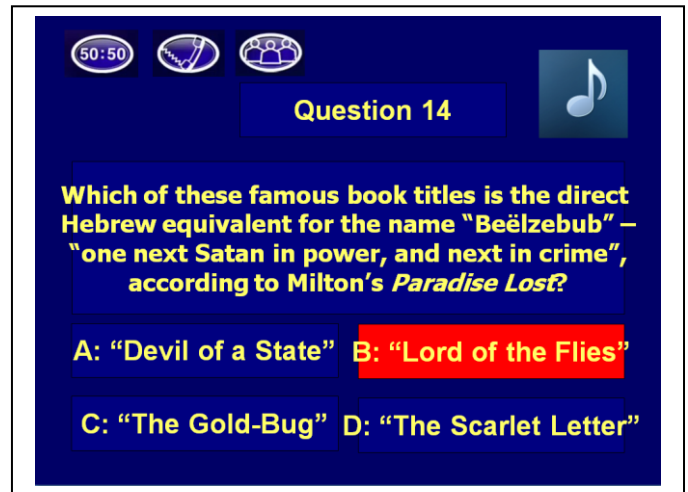 50:50
Question 14
Which of these famous book titles is the direct
Hebrew equivalent for the name “Beëlzebub” –
“one next Satan in power, and next in crime”,
according to Milton’s Paradise Lost?
A: “Devil of a State” B: “Lord of the Flies”
C: “The Gold-Bug” D: “The Scarlet Letter”